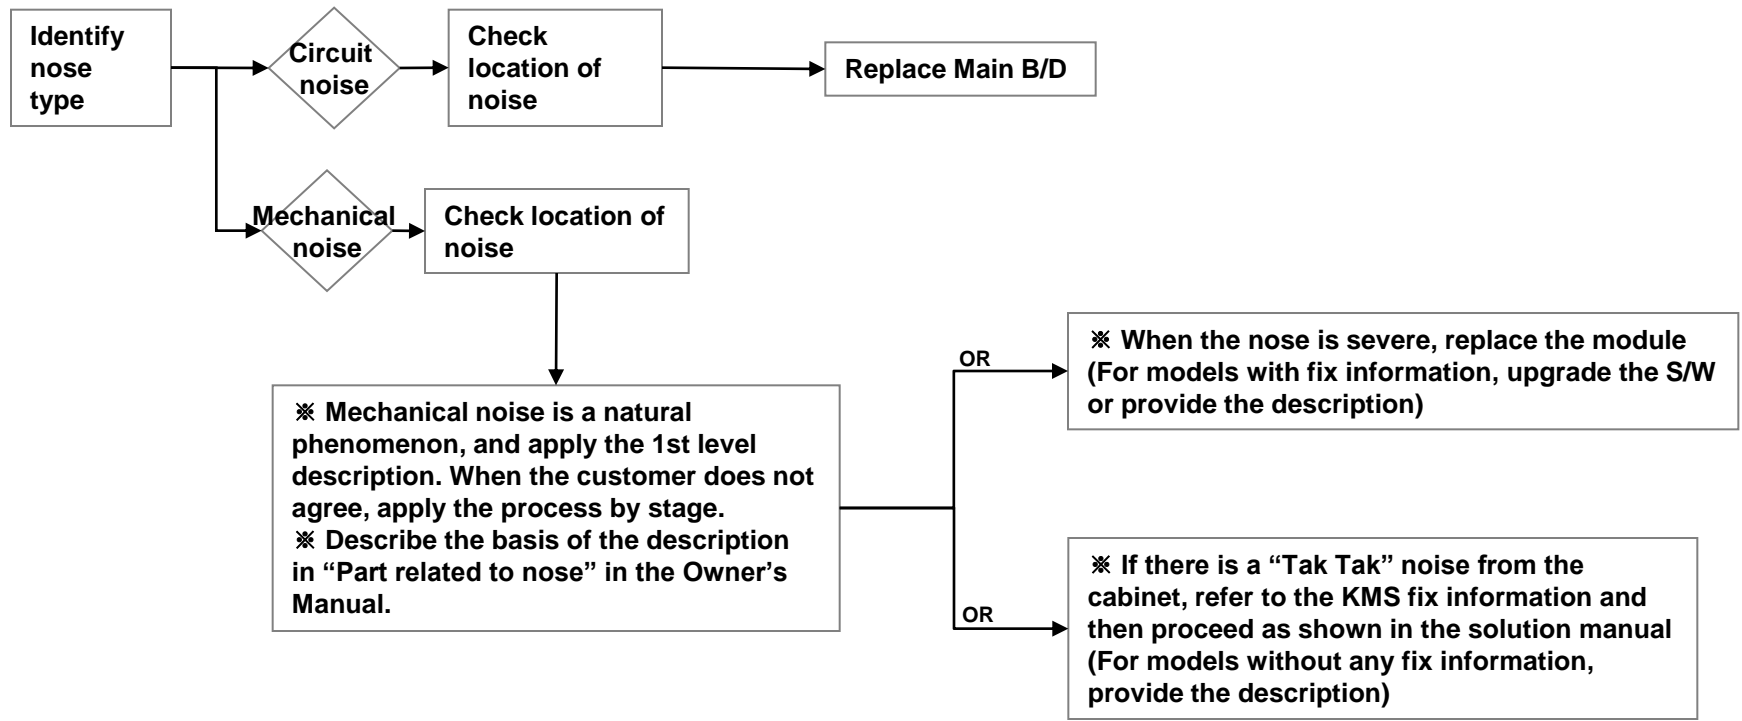 Identify
nose
type
Circuit
noise
Check
location of
noise
Replace Main B/D
Mechanical
noise
Check location of
noise
※ Mechanical noise is a natural
phenomenon, and apply the 1st level
description. When the customer does not
agree, apply the process by stage.
※ Describe the basis of the description
in “Part related to nose” in the Owner’s
Manual.
OR
※ When the nose is severe, replace the module
(For models with fix information, upgrade the S/W
or provide the description)
OR
※ If there is a “Tak Tak” noise from the
cabinet, refer to the KMS fix information and
then proceed as shown in the solution manual
(For models without any fix information,
provide the description)